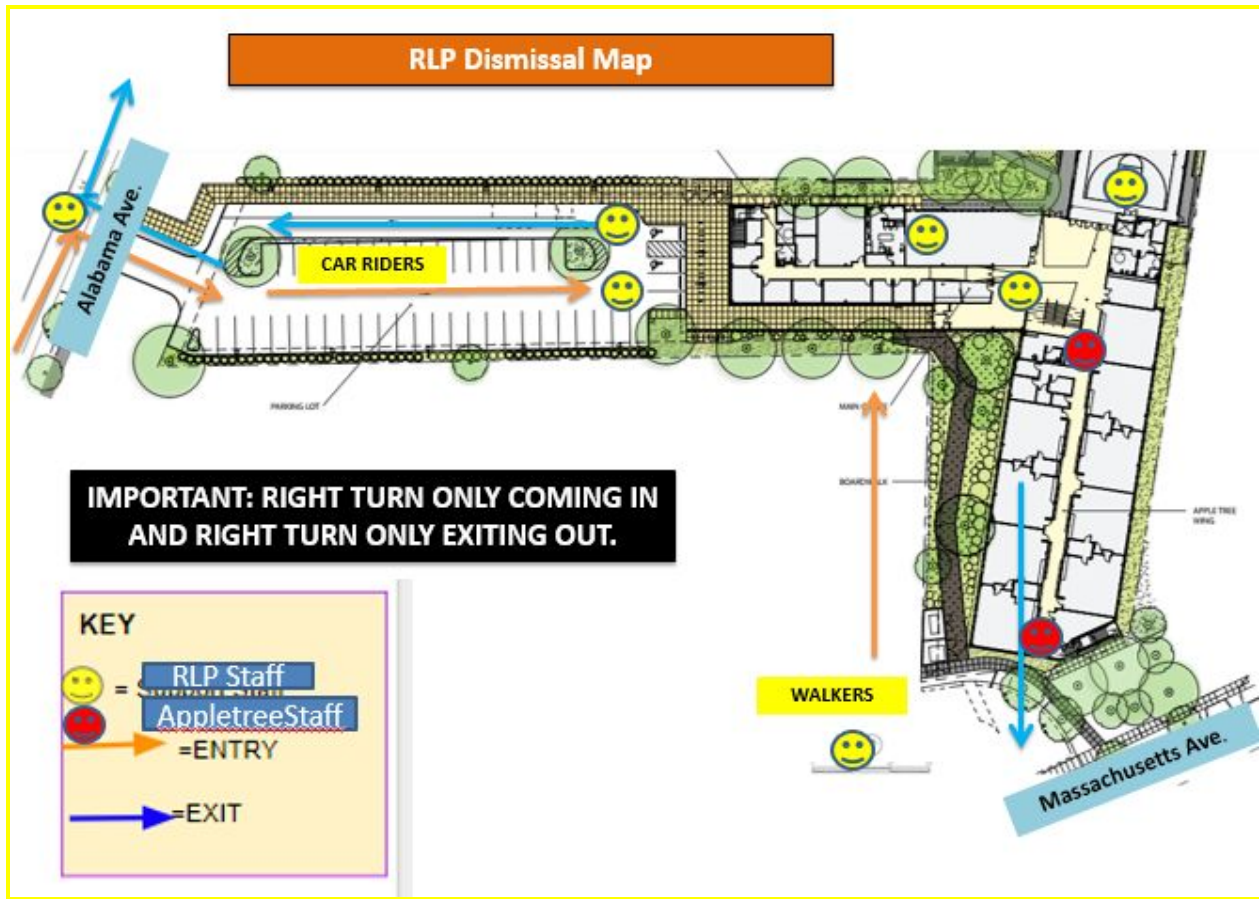 RLP Dismissal Map
Alabama Ave.
CAR RIDERS
PARKING LOT
BOARDWALK
APPLE TREE
WING
IMPORTANT: RIGHT TURN ONLY COMING IN
AND RIGHT TURN ONLY EXITING OUT.
KEY
= RLP Staff
AppletreeStaff
=ENTRY
=EXIT
WALKERS
Massachusetts Ave.